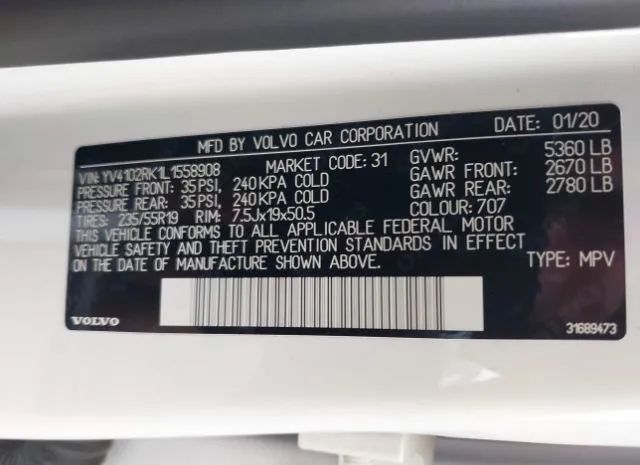 MFD BY VOLVO CAR CORPORATION DATE: 01/20
VIN: YV4102RK1L1558908 MARKET CODE: 31 GVWR: 5360 LB
PRESSURE FRONT: 35 PSI, 240 KPA COLD GAWR FRONT: 2670 LB
PRESSURE REAR: 35 PSI, 240 KPA COLD GAWR REAR: 2780 LB
TIRES: 235/55R19 RIM: 7.5Jx19x50.5 COLOUR: 707
THIS VEHICLE CONFORMS TO ALL APPLICABLE FEDERAL MOTOR
VEHICLE SAFETY AND THEFT PREVENTION STANDARDS IN EFFECT
ON THE DATE OF MANUFACTURE SHOWN ABOVE. TYPE: MPV
VOLVO 31689473